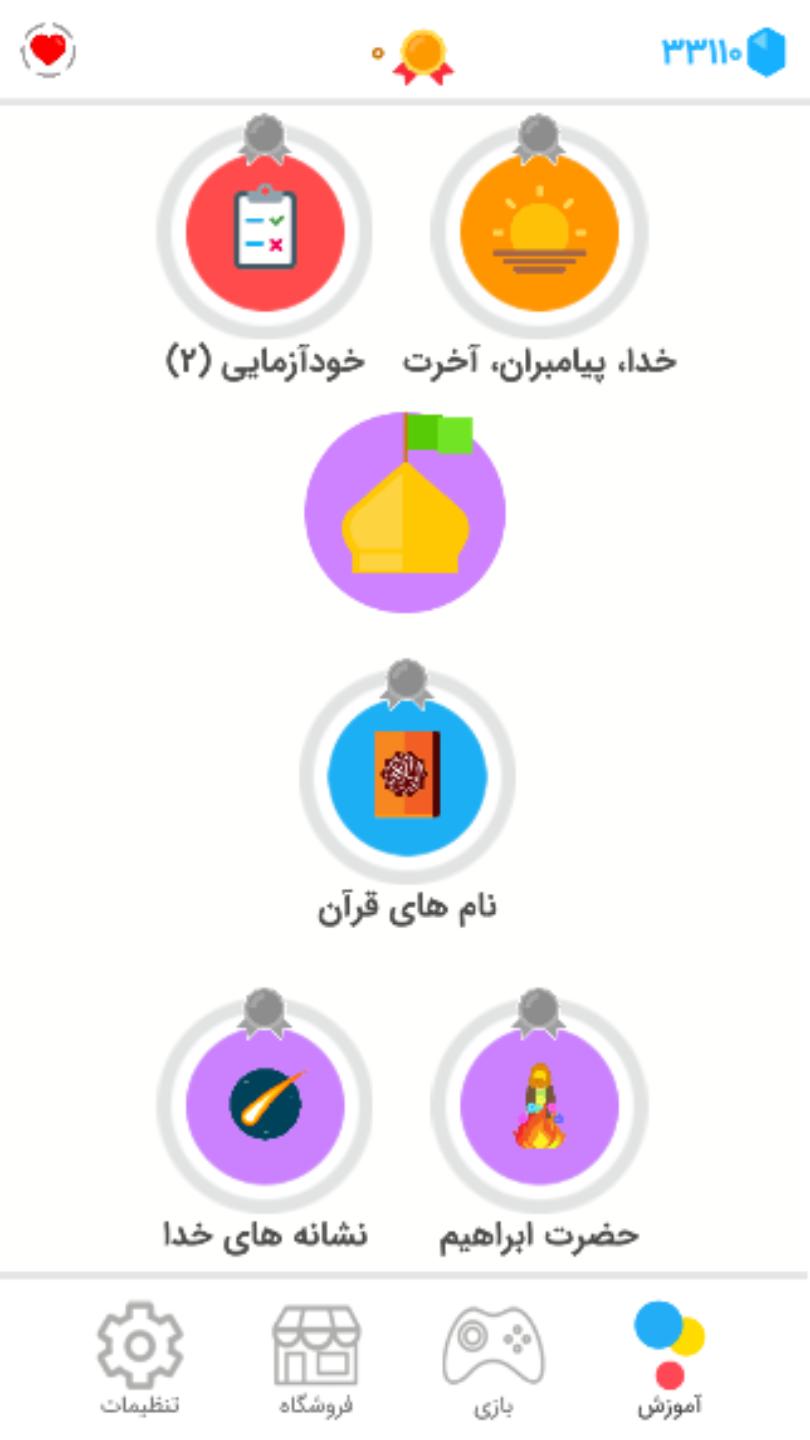 ۳۳۱۱۰
۰
خدا، پیامبران، آخرت
خودآزمایی (۲)
نام های قرآن
حضرت ابراهیم
نشانه های خدا
آموزش
بازی
فروشگاه
تنظیمات